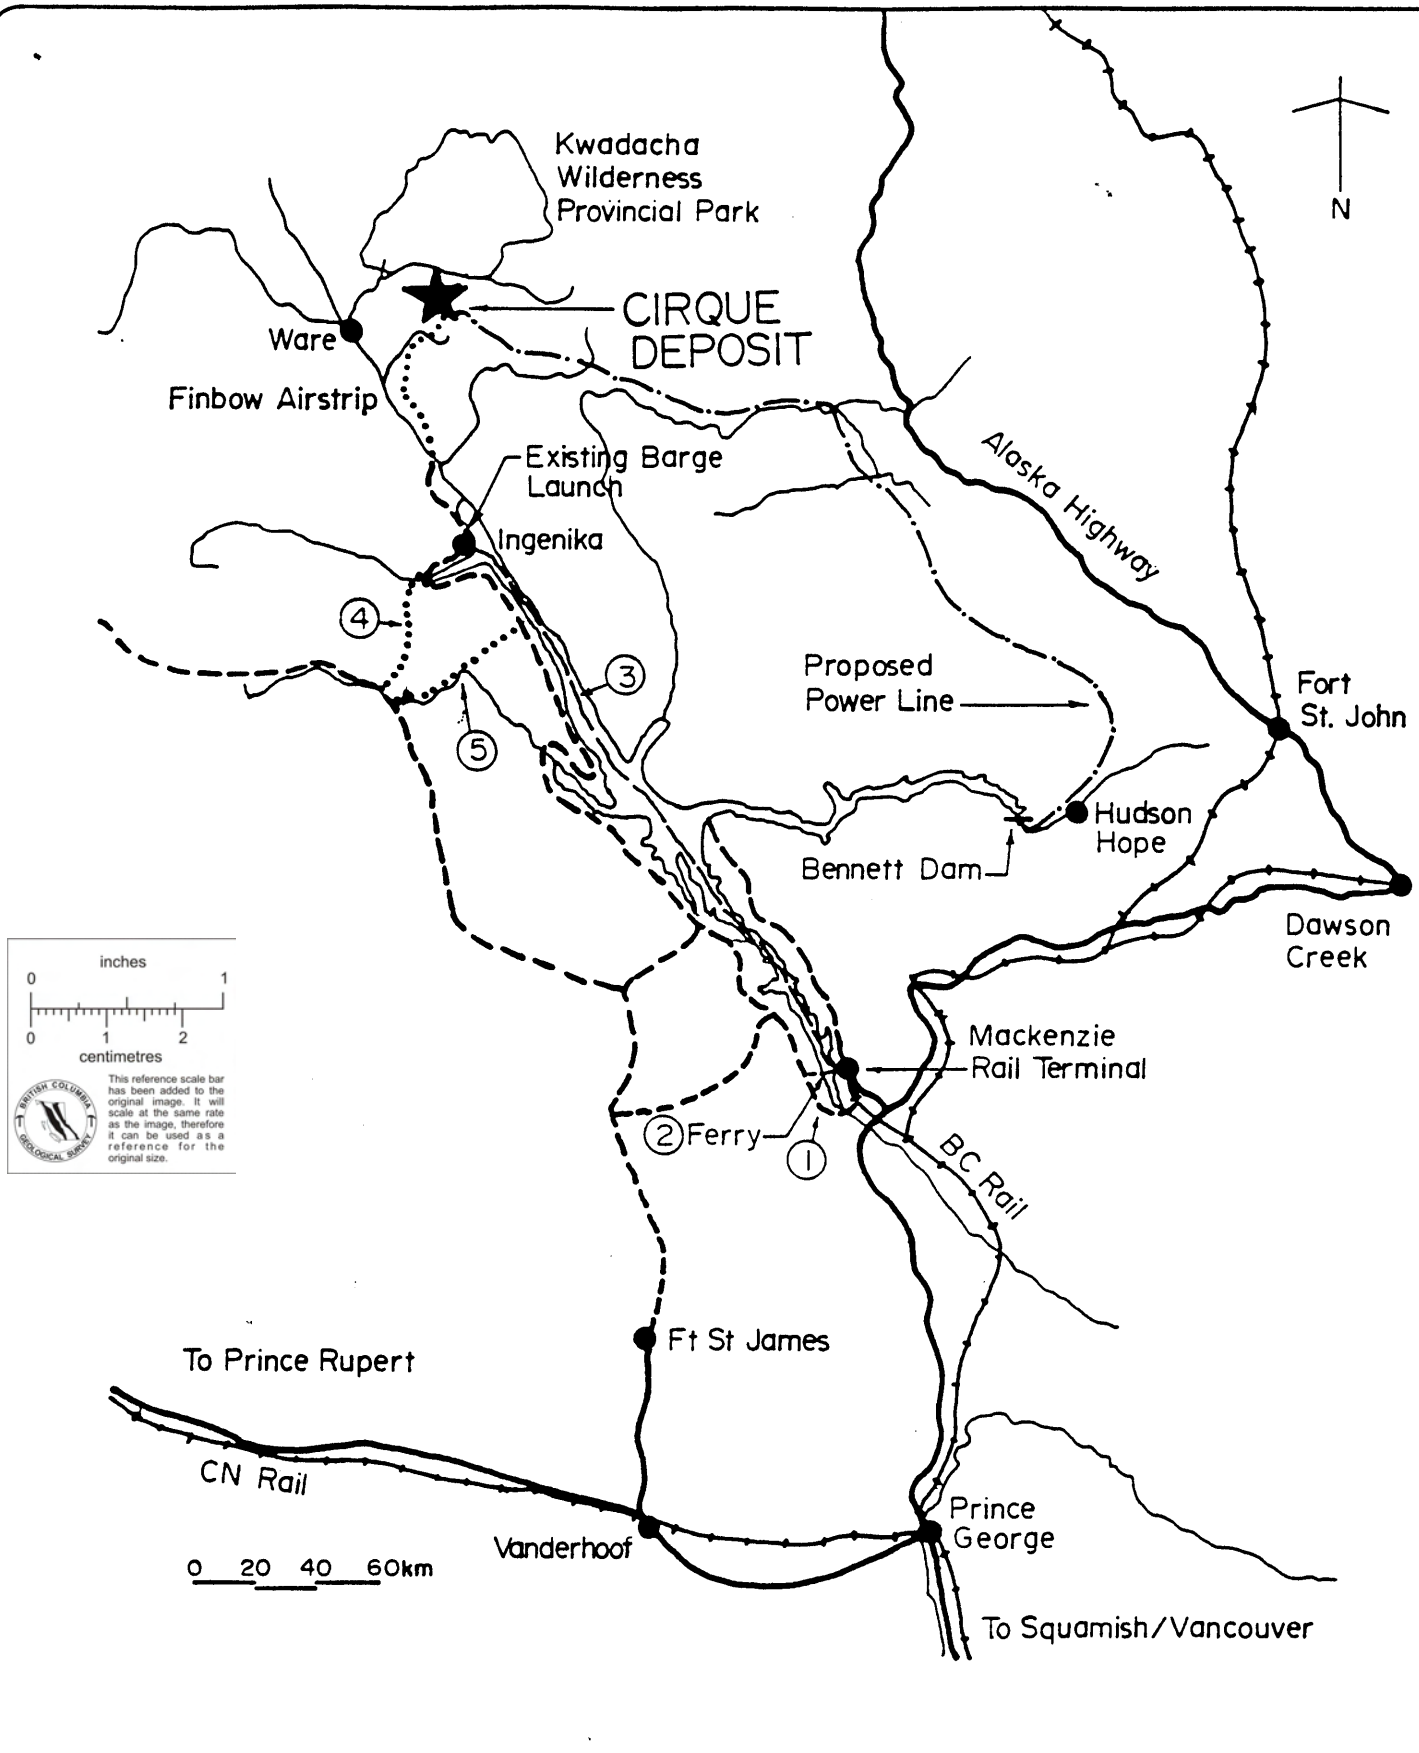 Kwadacha
Wilderness
Provincial Park
N
CIRQUE
DEPOSIT
Ware
Finbow Airstrip
Existing Barge
Launch
Ingenika
Alaska Highway
4
3
5
Proposed
Power Line
Fort
St. John
Hudson
Hope
Bennett Dam
Dawson
Creek
inches
0 1
0 1 2
centimetres
BRITISH COLUMBIA
GEOLOGICAL SURVEY
This reference scale bar
has been added to the
original image. It will
scale at the same rate
as the image, therefore
it can be used as a
reference for the
original size.
Mackenzie
Rail Terminal
2 Ferry
1
BC Rail
Ft St James
To Prince Rupert
CN Rail
Vanderhoof
Prince
George
0 20 40 60km
To Squamish/Vancouver